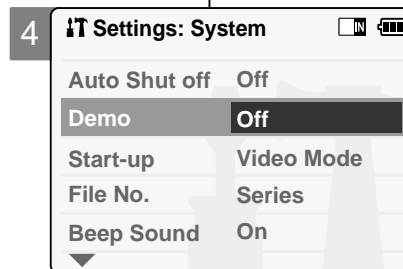 4
Settings: System IN
Auto Shut off Off
Demo Off
Start-up Video Mode
File No. Series
Beep Sound On